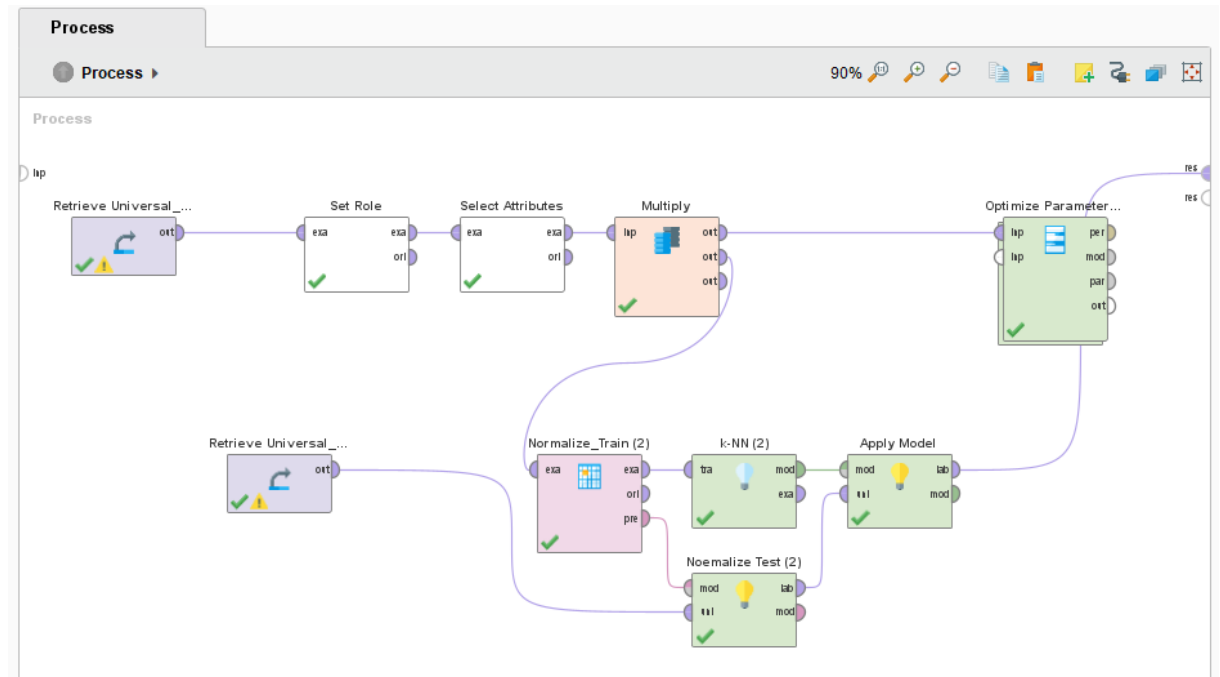 Process
Process
90%
Process
inp
res
res
Retrieve Universal_...
out
Set Role
exa
exa
ori
Select Attributes
exa
exa
ori
Multiply
inp
out
out
out
Optimize Parameter...
inp
per
inp
mod
par
out
Retrieve Universal_...
out
Normalize_Train (2)
exa
exa
ori
pre
k-NN (2)
tra
mod
exa
Apply Model
mod
lab
unl
mod
Noemalize Test (2)
mod
lab
unl
mod